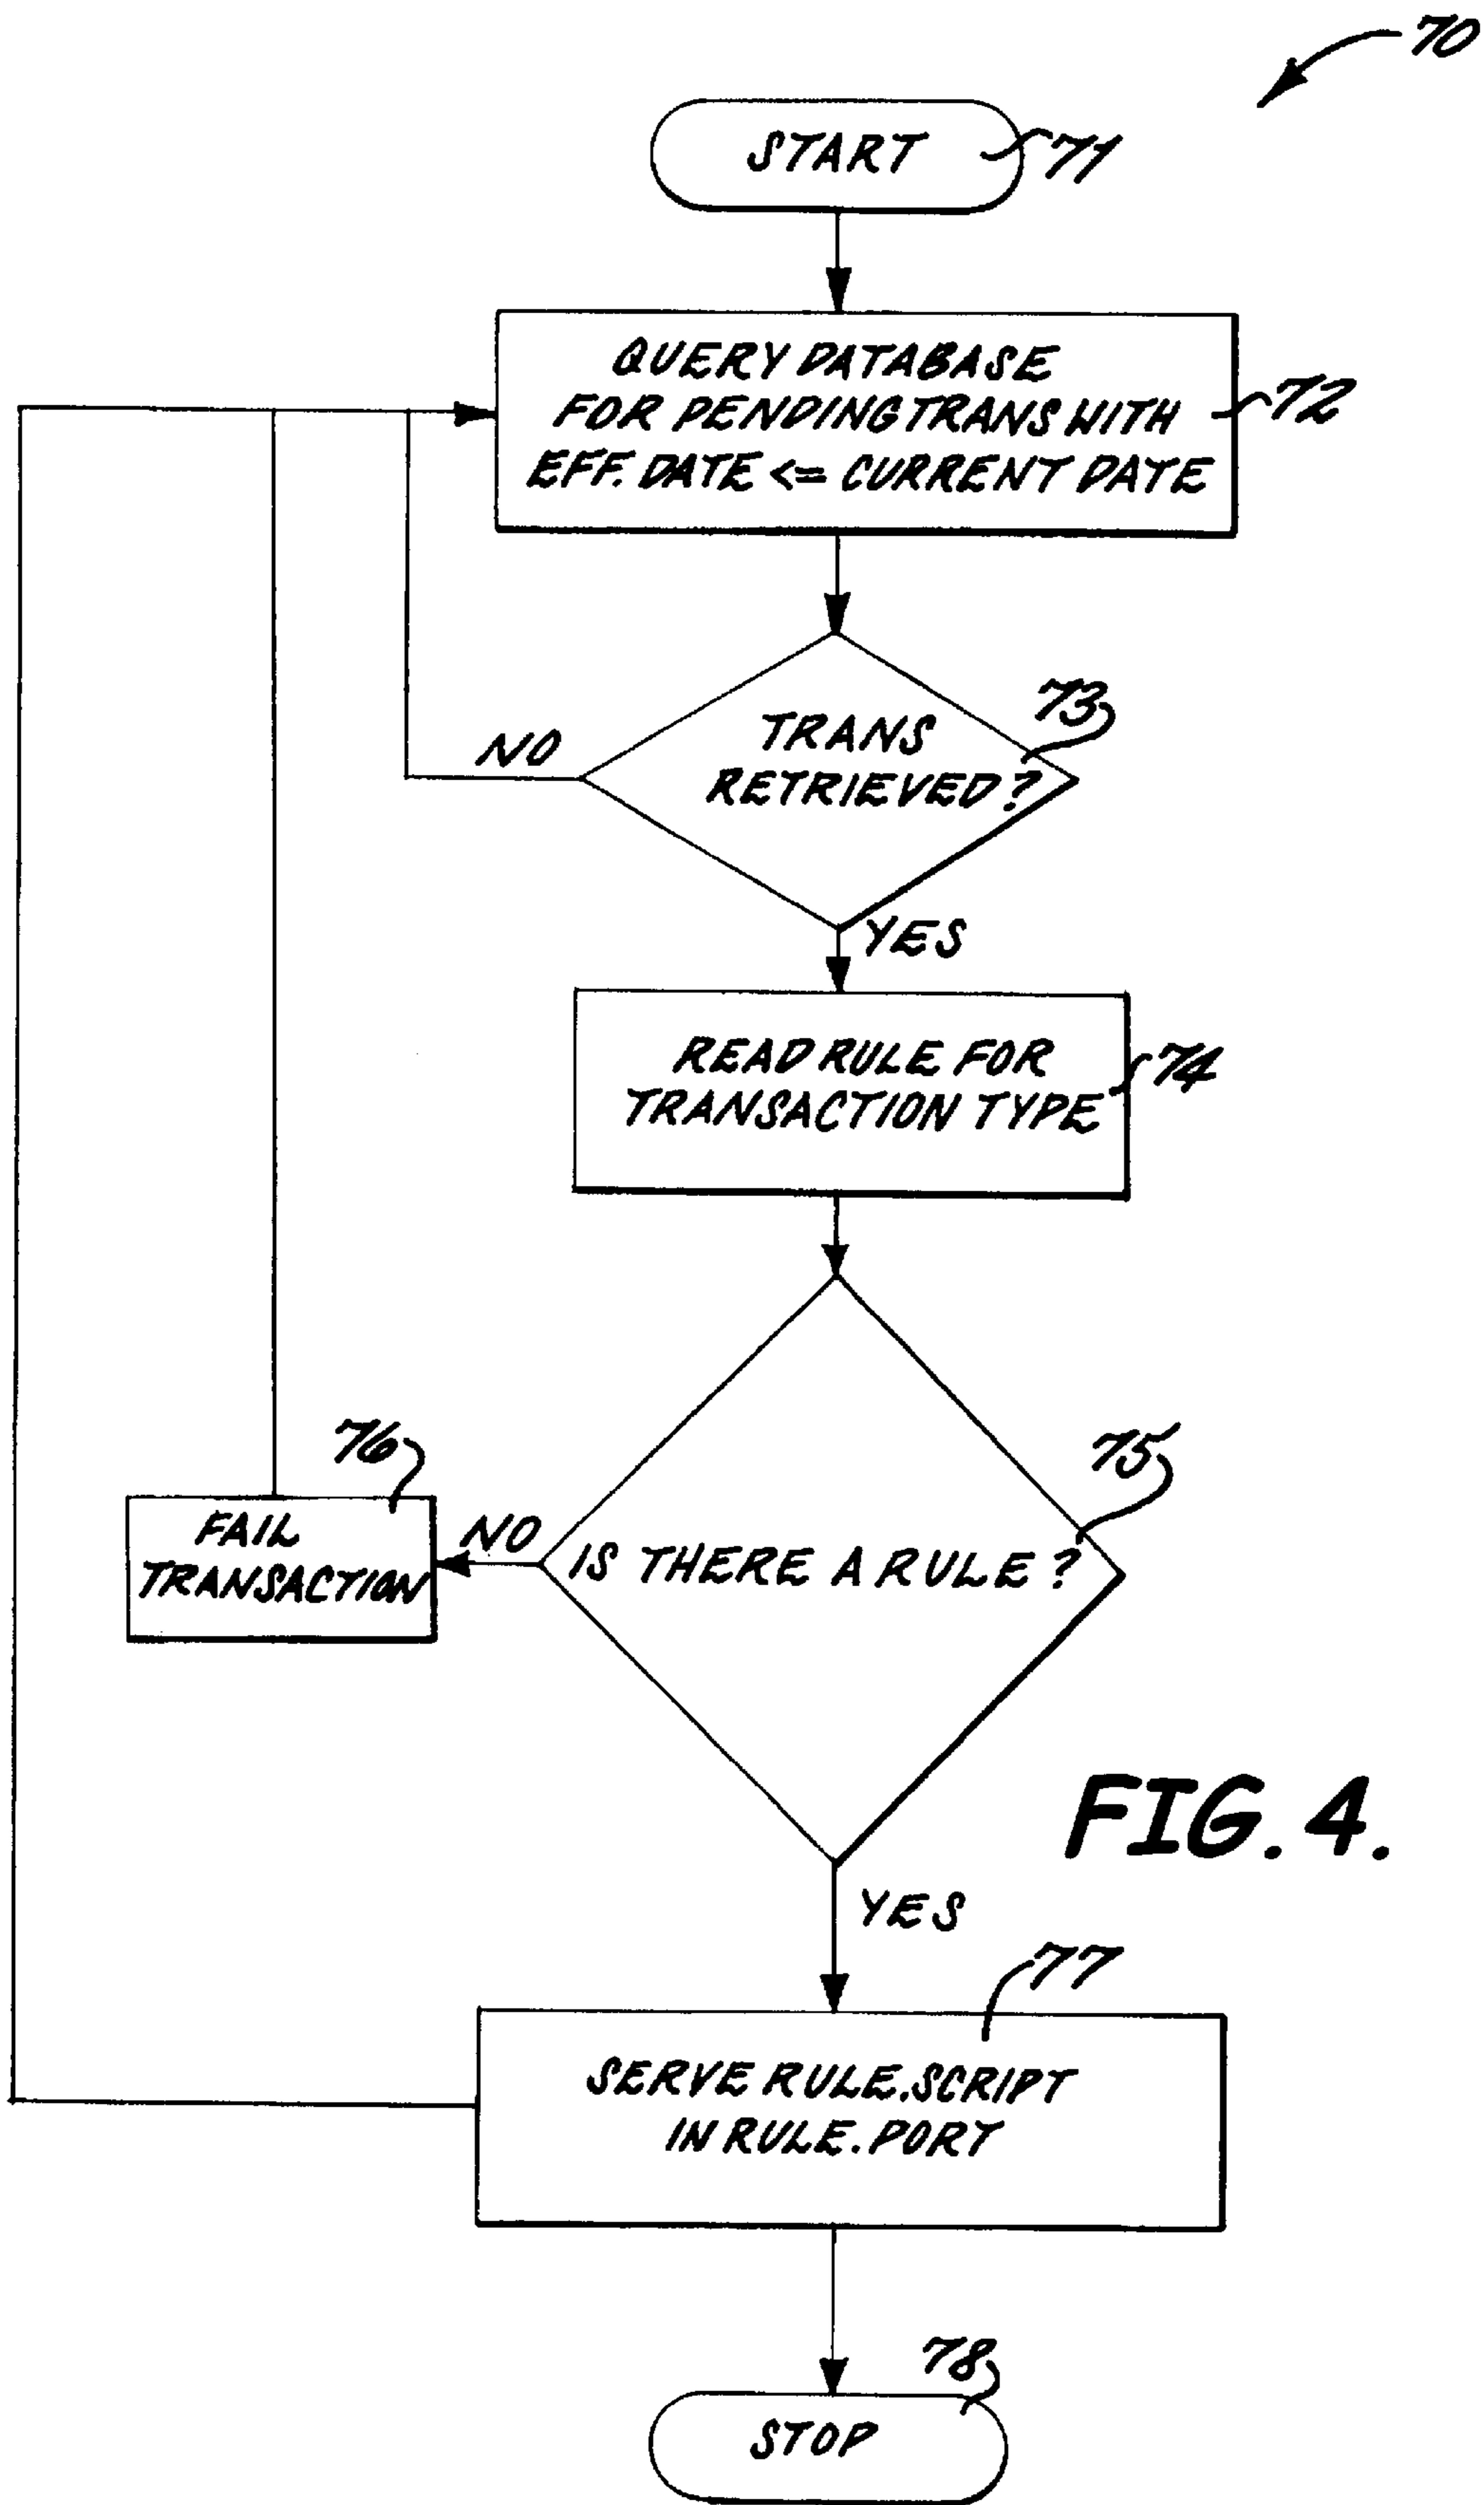 70
START
71
QUERY DATABASE
FOR PENDING TRANS WITH
EFF. DATE <= CURRENT DATE
72
73
TRANS
RETRIEVED?
NO
YES
READ RULE FOR
TRANSACTION TYPE
74
76
75
FAIL
TRANSACTION
NO
IS THERE A RULE?
FIG. 4.
YES
77
SERVE RULE.SCRIPT
IN RULE.PORT
78
STOP